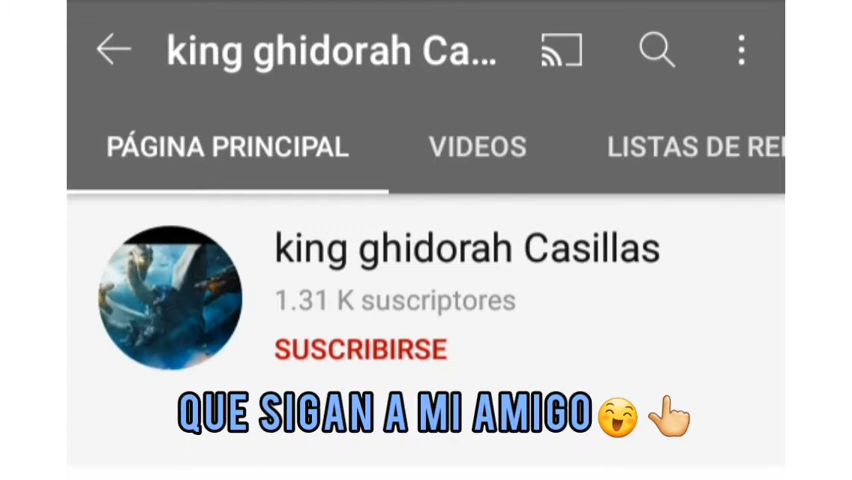 king ghidorah Ca...
PÁGINA PRINCIPAL VIDEOS LISTAS DE RE
king ghidorah Casillas
1.31 K suscriptores
SUSCRIBIRSE
QUE SIGAN A MI AMIGO😄👆